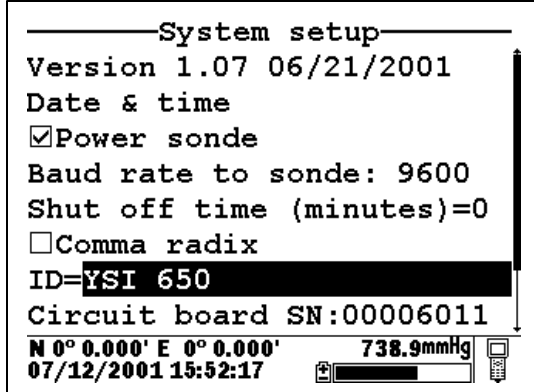 System setup
Version 1.07 06/21/2001
Date & time
☑Power sonde
Baud rate to sonde: 9600
Shut off time (minutes)=0
☐Comma radix
ID=YSI 650
Circuit board SN:00006011
N 0° 0.000' E 0° 0.000' 738.9mmHg
07/12/2001 15:52:17